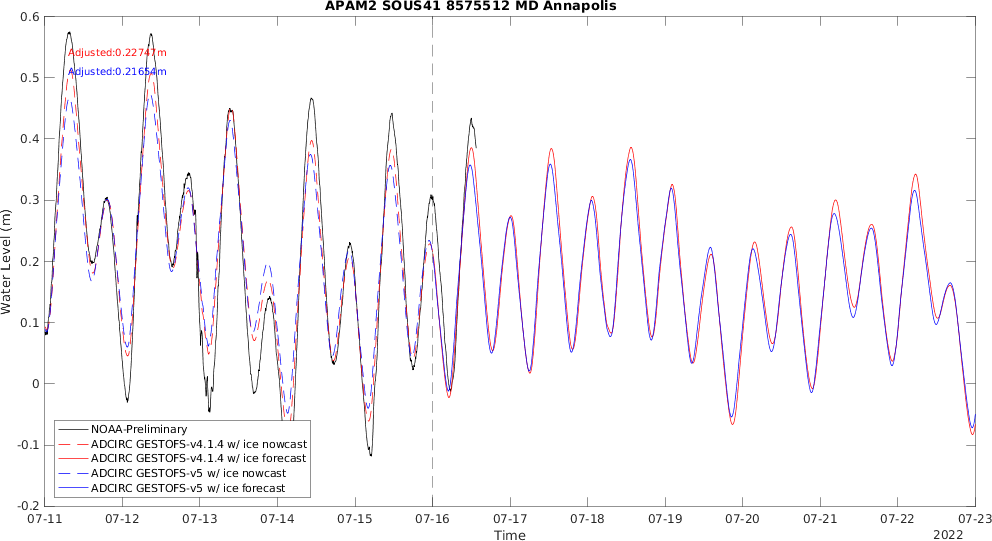 APAM2 SOUS41 8575512 MD Annapolis
0.6
0.5
0.4
0.3
0.2
0.1
0
-0.1
-0.2
Water Level (m)
Adjusted:0.22747m
Adjusted:0.21654m
NOAA-Preliminary
ADCIRC GESTOFS-v4.1.4 w/ ice nowcast
ADCIRC GESTOFS-v4.1.4 w/ ice forecast
ADCIRC GESTOFS-v5 w/ ice nowcast
ADCIRC GESTOFS-v5 w/ ice forecast
07-11 07-12 07-13 07-14 07-15 07-16 07-17 07-18 07-19 07-20 07-21 07-22 07-23
Time
2022